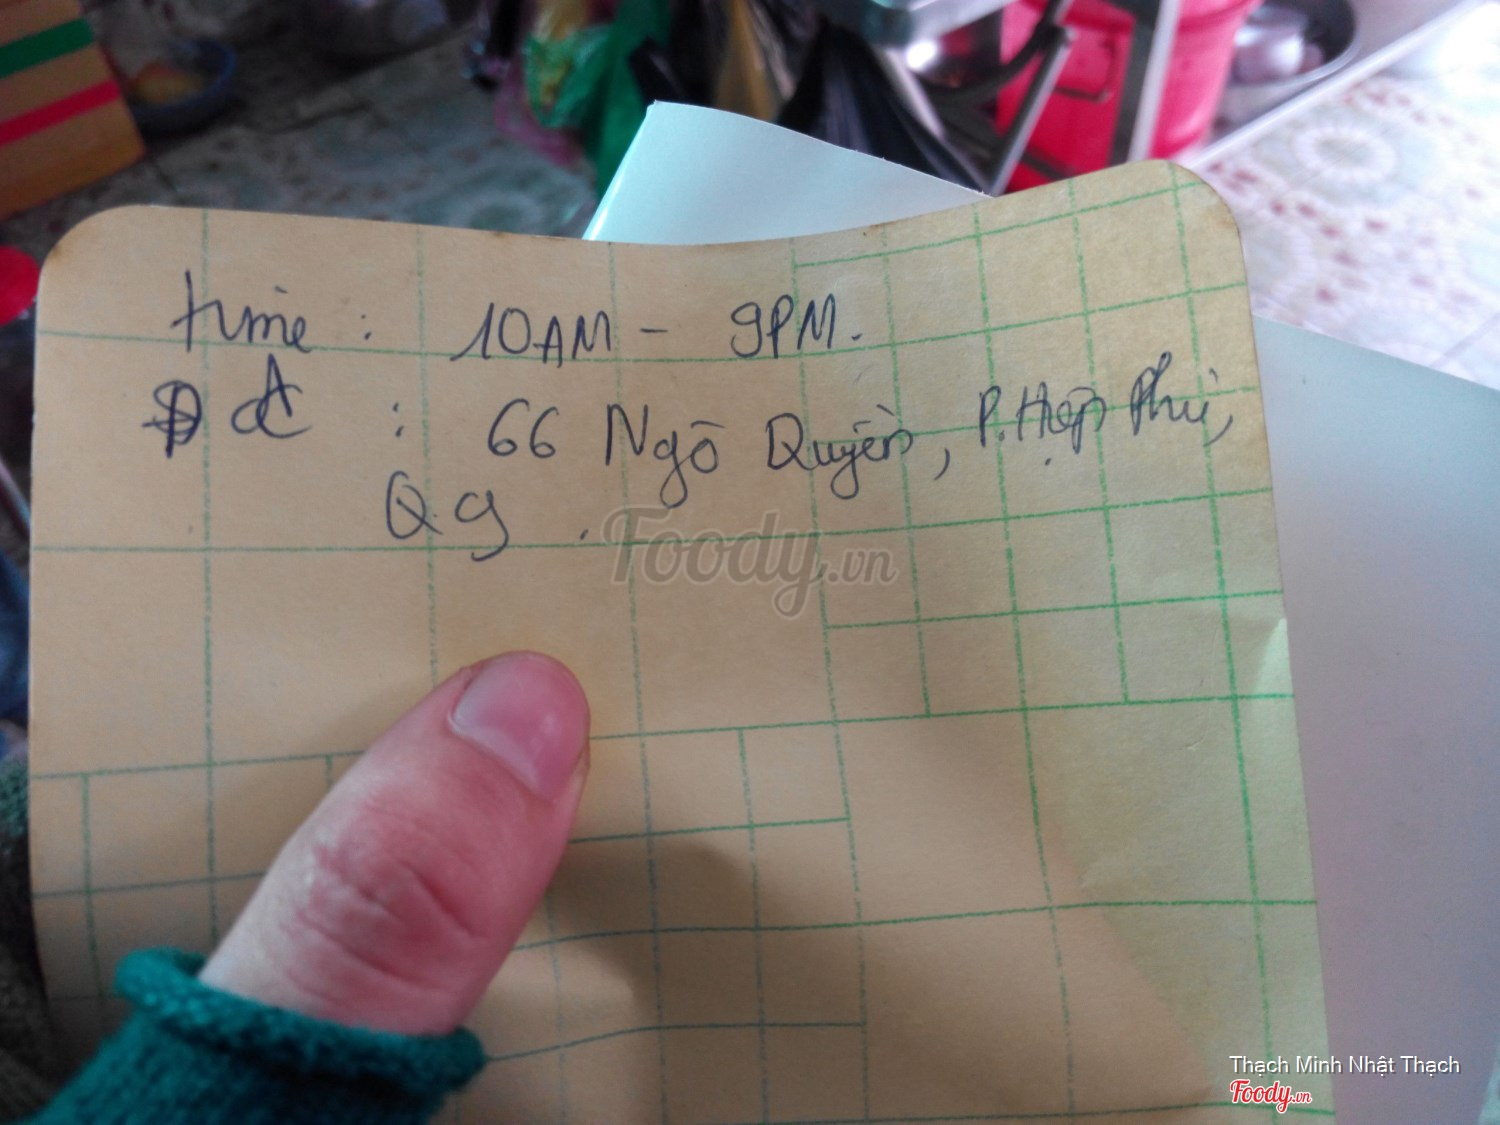 time : 10AM - 9PM.
ĐC : 66 Ngô Quyền, P. Hiệp Phú,
Q9.
Foody.vn
Thạch Minh Nhật Thạch
Foody.vn